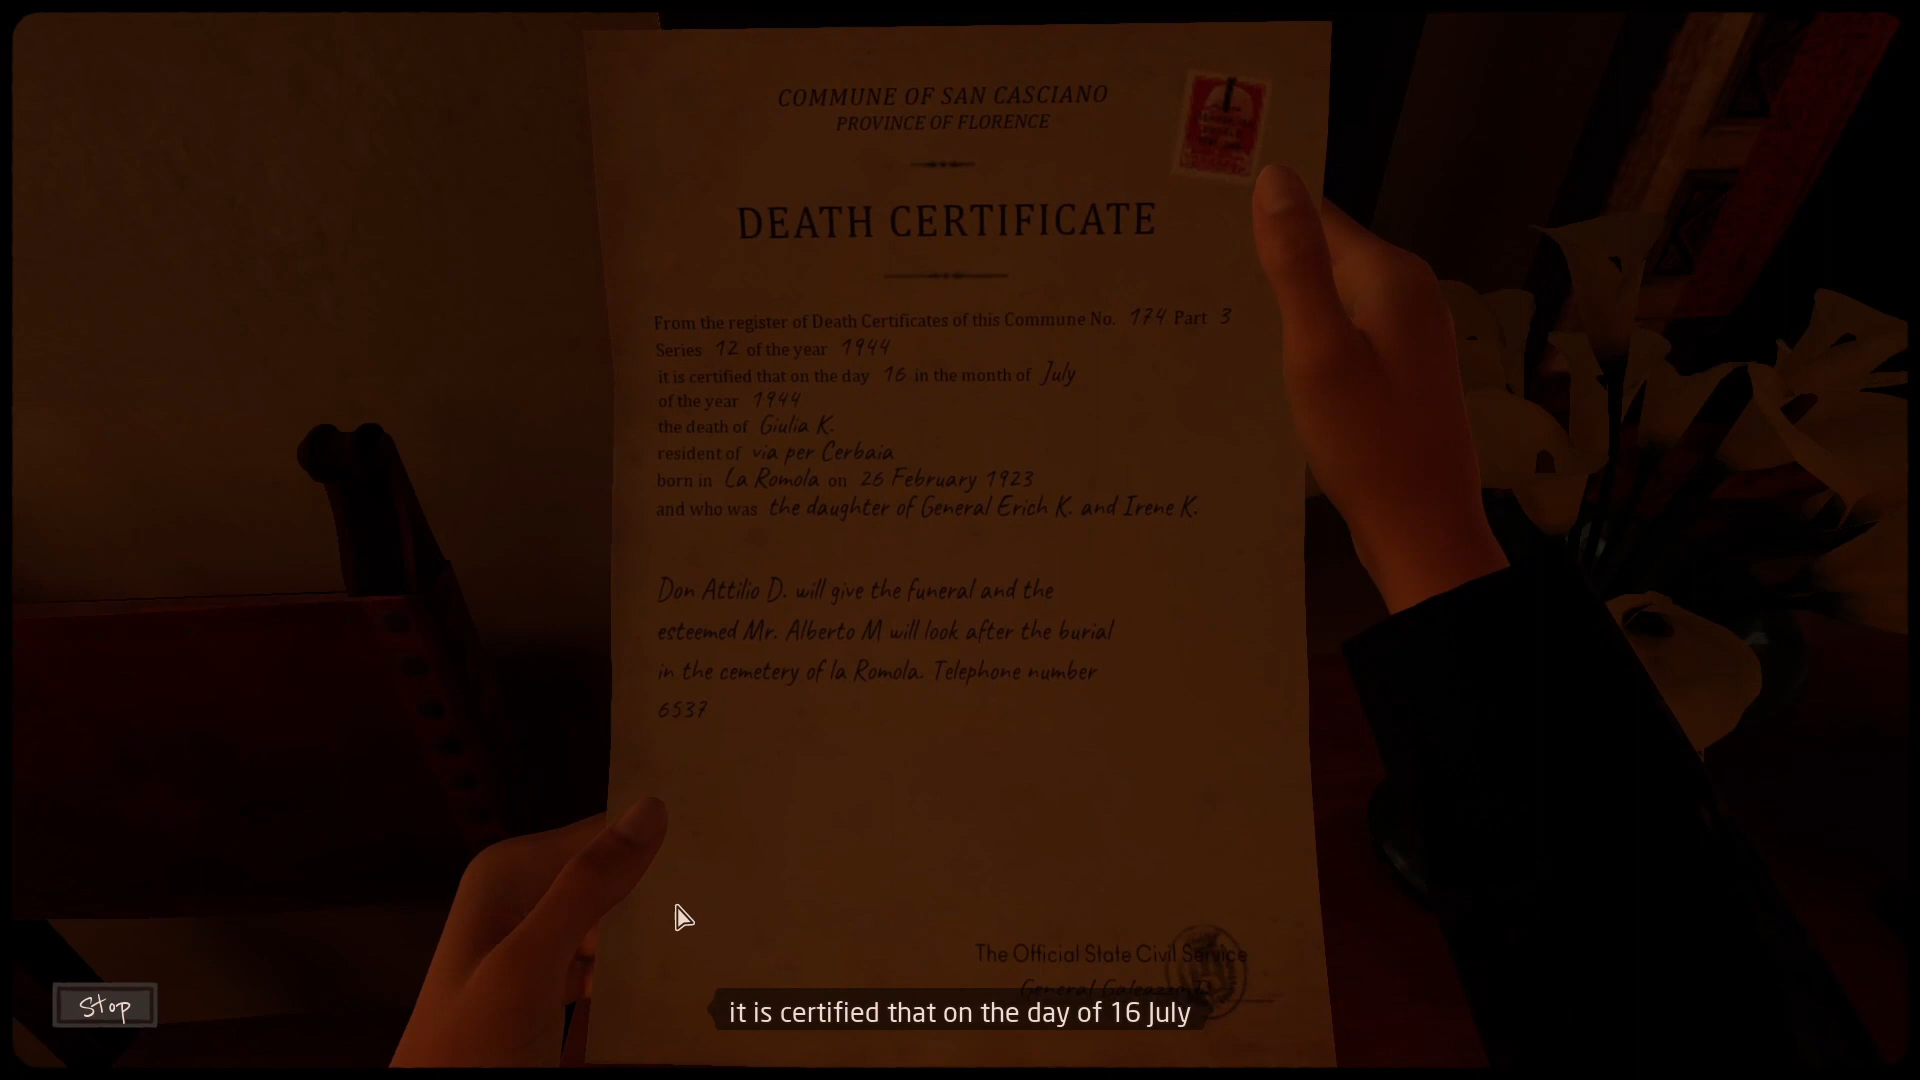 COMMUNE OF SAN CASCIANO
PROVINCE OF FLORENCE
DEATH CERTIFICATE
From the register of Death Certificates of this Commune No. 174 Part 3
Series 12 of the year 1944
it is certified that on the day 16 in the month of July
of the year 1944
the death of Giulia K.
resident of via per Cerbaia
born in La Romola on 26 February 1923
and who was the daughter of General Erich K. and Irene K.
Don Attilio D. will give the funeral and the
esteemed Mr. Alberto M will look after the burial
in the cemetery of la Romola. Telephone number
6537
The Official State Civil Service
General Galeazzo
Stop
it is certified that on the day of 16 July